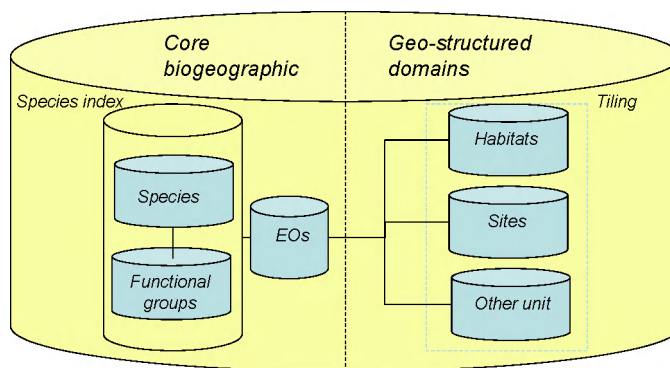 Core
biogeographic
Geo-structured
domains
Species index
Tiling
Species
Functional
groups
EOs
Habitats
Sites
Other unit